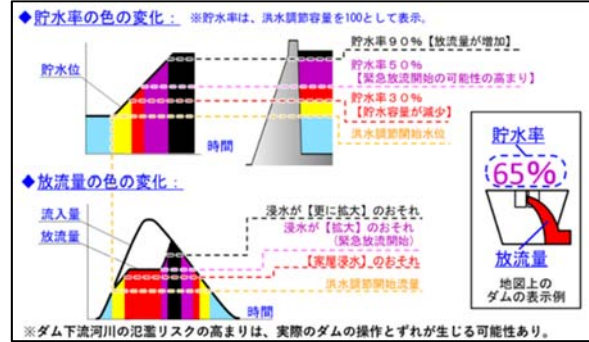 ◆貯水率の色の変化： ※貯水率は、洪水調節容量を100として表示。
貯水位
時間
貯水率90%【放流量が増加】
貯水率50%
【緊急放流開始の可能性の高まり】
貯水率30%
【貯水容量が減少】
洪水調節開始水位
◆放流量の色の変化：
流入量
放流量
時間
浸水が【更に拡大】のおそれ
浸水が【拡大】のおそれ
(緊急放流開始)
【家屋浸水】のおそれ
洪水調節開始流量
貯水率
65%
放流量
地図上の
ダムの表示例
※ダム下流河川の氾濫リスクの高まりは、実際のダムの操作とずれが生じる可能性あり。